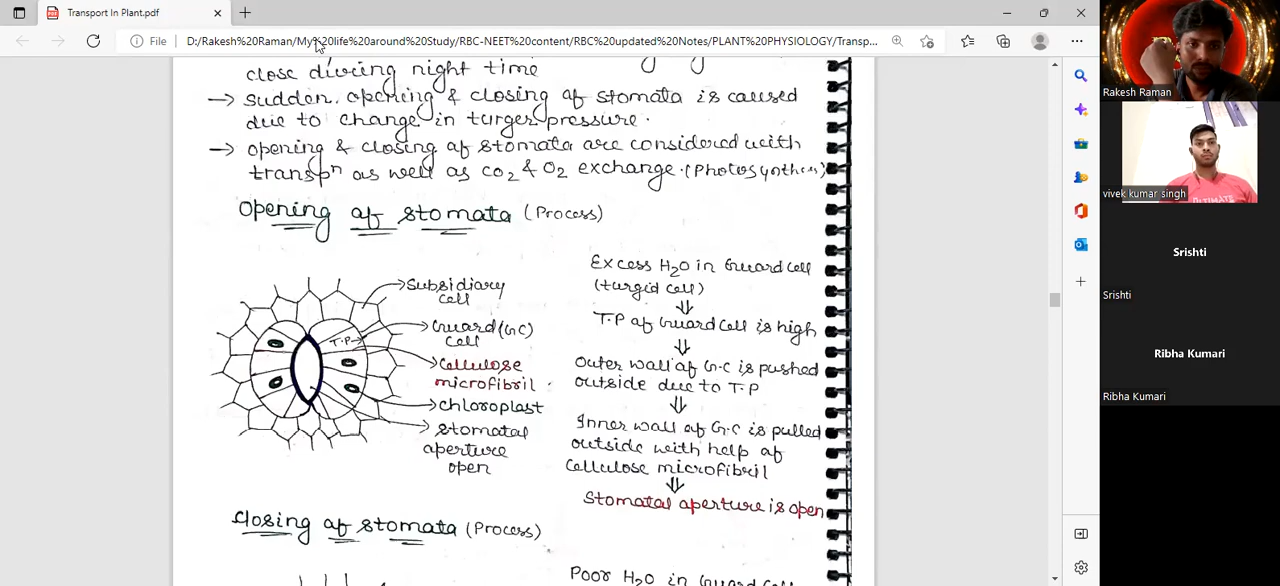 Transport In Plant.pdf
File
D:/Rakesh%20Raman/My%20life%20around%20Study/RBC-NEET%20content/RBC%20updated%20Notes/PLANT%20PHYSIOLOGY/Transp...
close during night time
→ sudden opening & closing of stomata is caused
due to change in turger pressure.
→ opening & closing of stomata are considered with
transpⁿ as well as CO2 & O2 exchange. (Photosynthesis)
Opening of stomata (Process)
Subsidiary
cell
Guard (GC)
cell
T.P
Cellulose
microfibril
chloroplast
stomatal
aperture
open
Excess H2O in Guard cell
(turgid cell)
⇓
T.P of Guard cell is high
⇓
Outer wall of G.C is pushed
outside due to T.P
⇓
Inner wall of G.C is pulled
outside with help of
cellulose microfibril
⇓
Stomatal aperture is open
Closing of stomata (Process)
Poor H2O in Guard cell
Rakesh Raman
vivek kumar singh
Srishti
Srishti
Ribha Kumari
Ribha Kumari